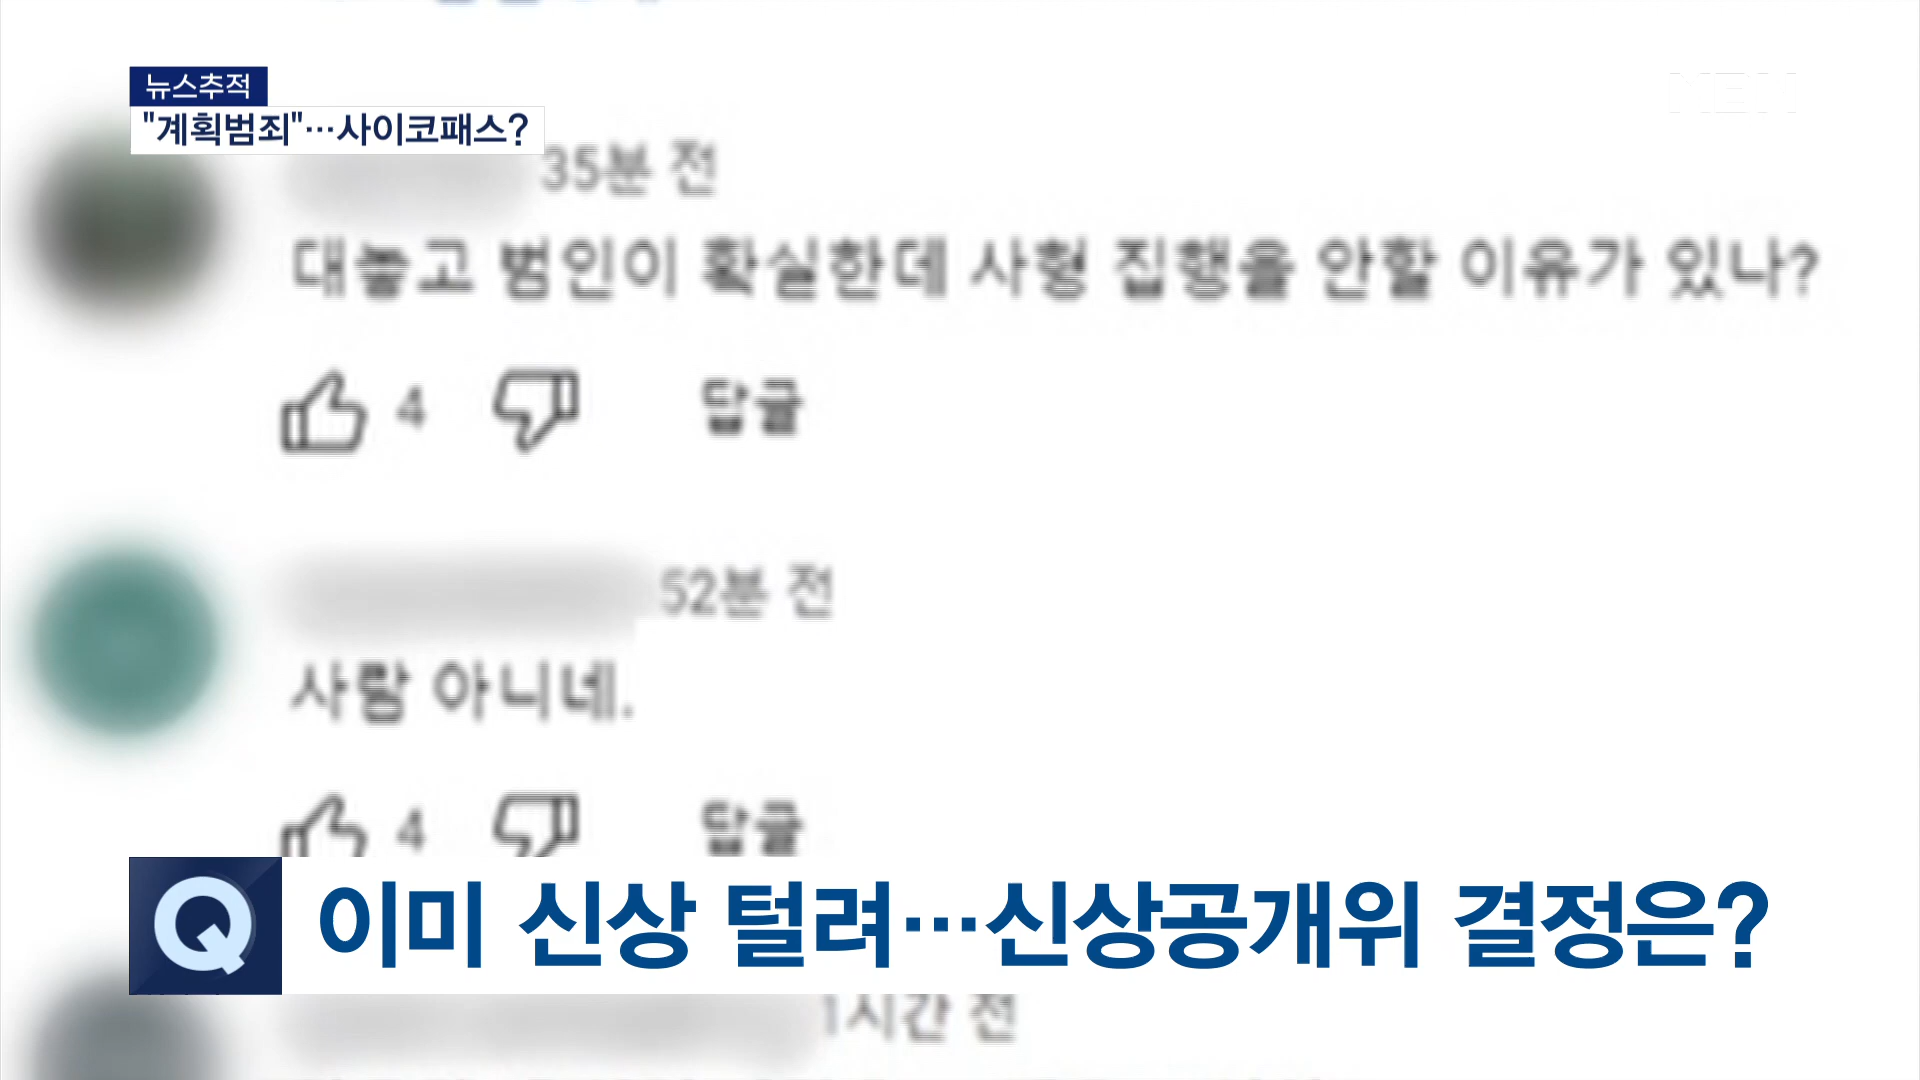 뉴스추적
"계획범죄"…사이코패스?
MBN
35분 전
대놓고 범인이 확실한데 사형 집행을 안할 이유가 있나?
4 답글
52분 전
사람 아니네.
4 답글
Q 이미 신상 털려…신상공개위 결정은?
1시간 전